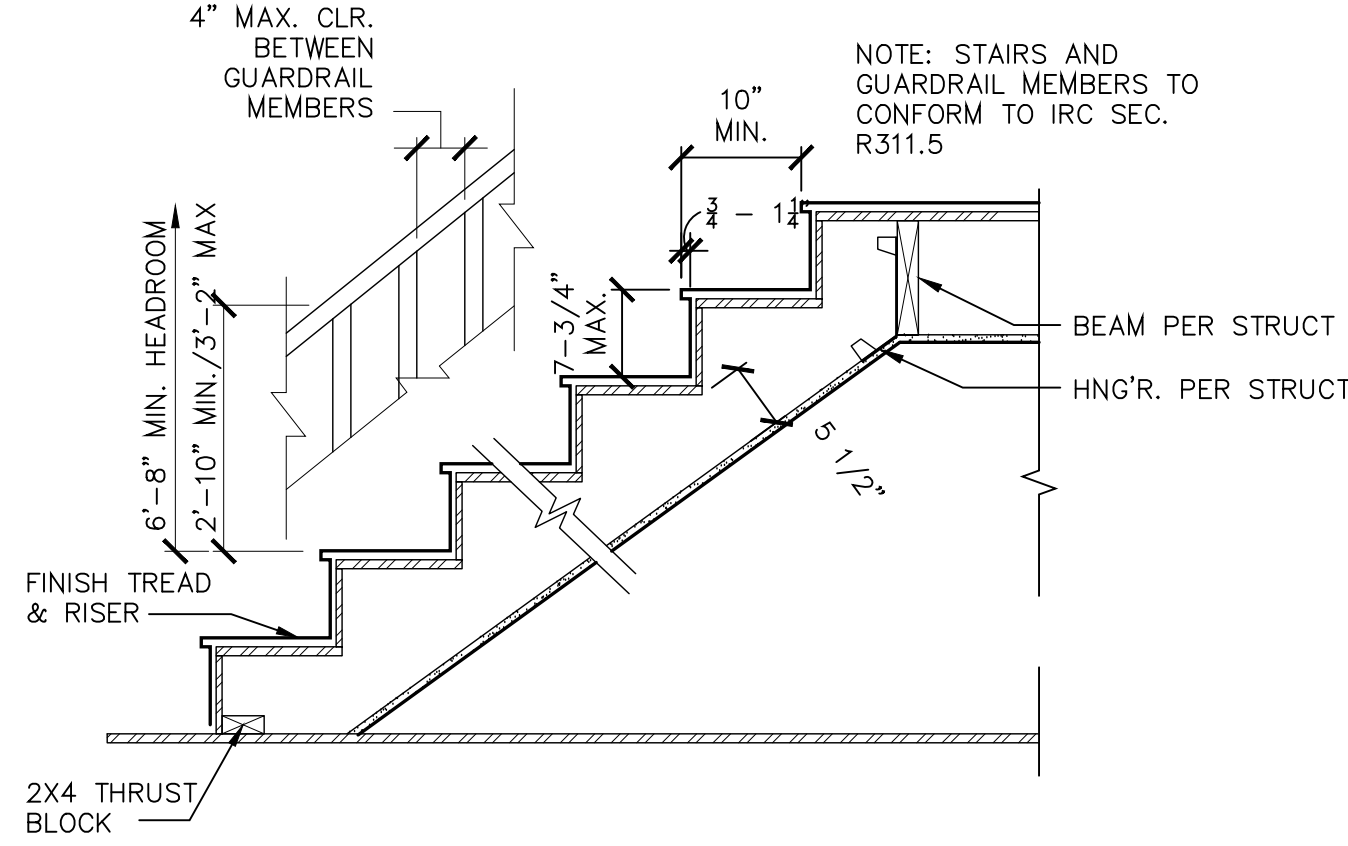 4” MAX. CLR.
BETWEEN
GUARDRAIL
MEMBERS
NOTE: STAIRS AND
GUARDRAIL MEMBERS TO
CONFORM TO IRC SEC.
R311.5
10”
MIN.
3/4 – 1 1/4”
6’–8” MIN. HEADROOM
2’–10” MIN./3’–2” MAX
7–3/4”
MAX.
BEAM PER STRUCT
HNG’R. PER STRUCT
5 1/2”
FINISH TREAD
& RISER
2X4 THRUST
BLOCK